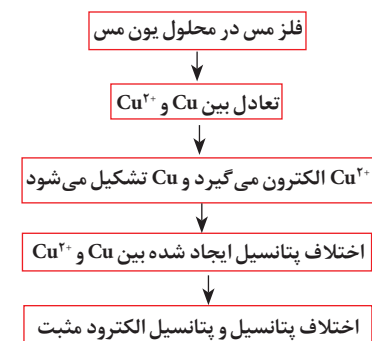 فلز مس در محلول یون مس
تعادل بین Cu و Cu²⁺
Cu²⁺ الکترون می‌گیرد و Cu تشکیل می‌شود
اختلاف پتانسیل ایجاد شده بین Cu و Cu²⁺
اختلاف پتانسیل و پتانسیل الکترود مثبت